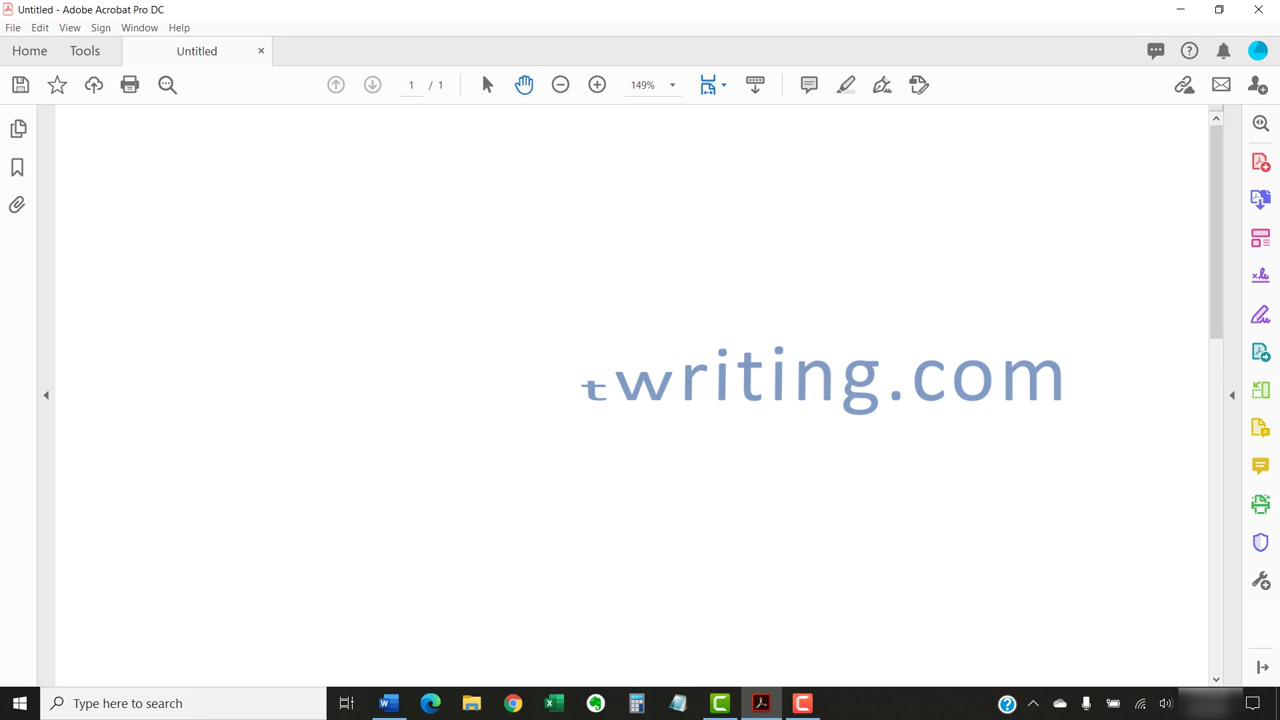 Untitled - Adobe Acrobat Pro DC
File Edit View Sign Window Help
Home Tools Untitled
1 / 1 149%
twriting.com
Type here to search